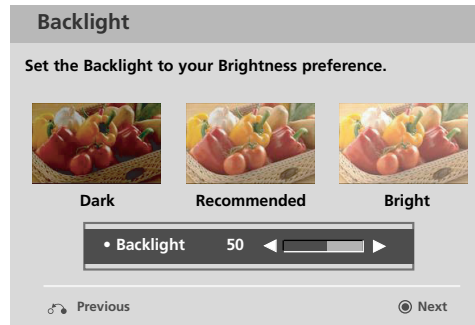 Backlight
Set the Backlight to your Brightness preference.
Dark Recommended Bright
• Backlight 50
Previous Next